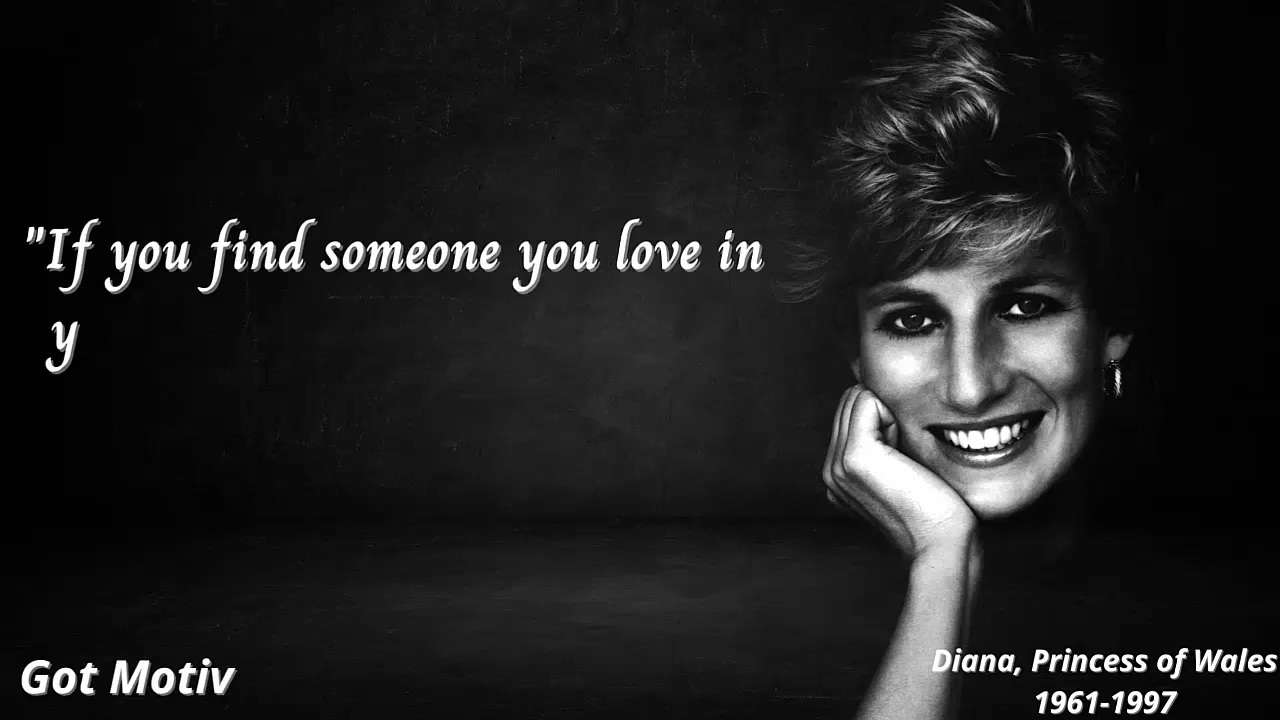 "If you find someone you love in
y
Got Motiv
Diana, Princess of Wales
1961-1997